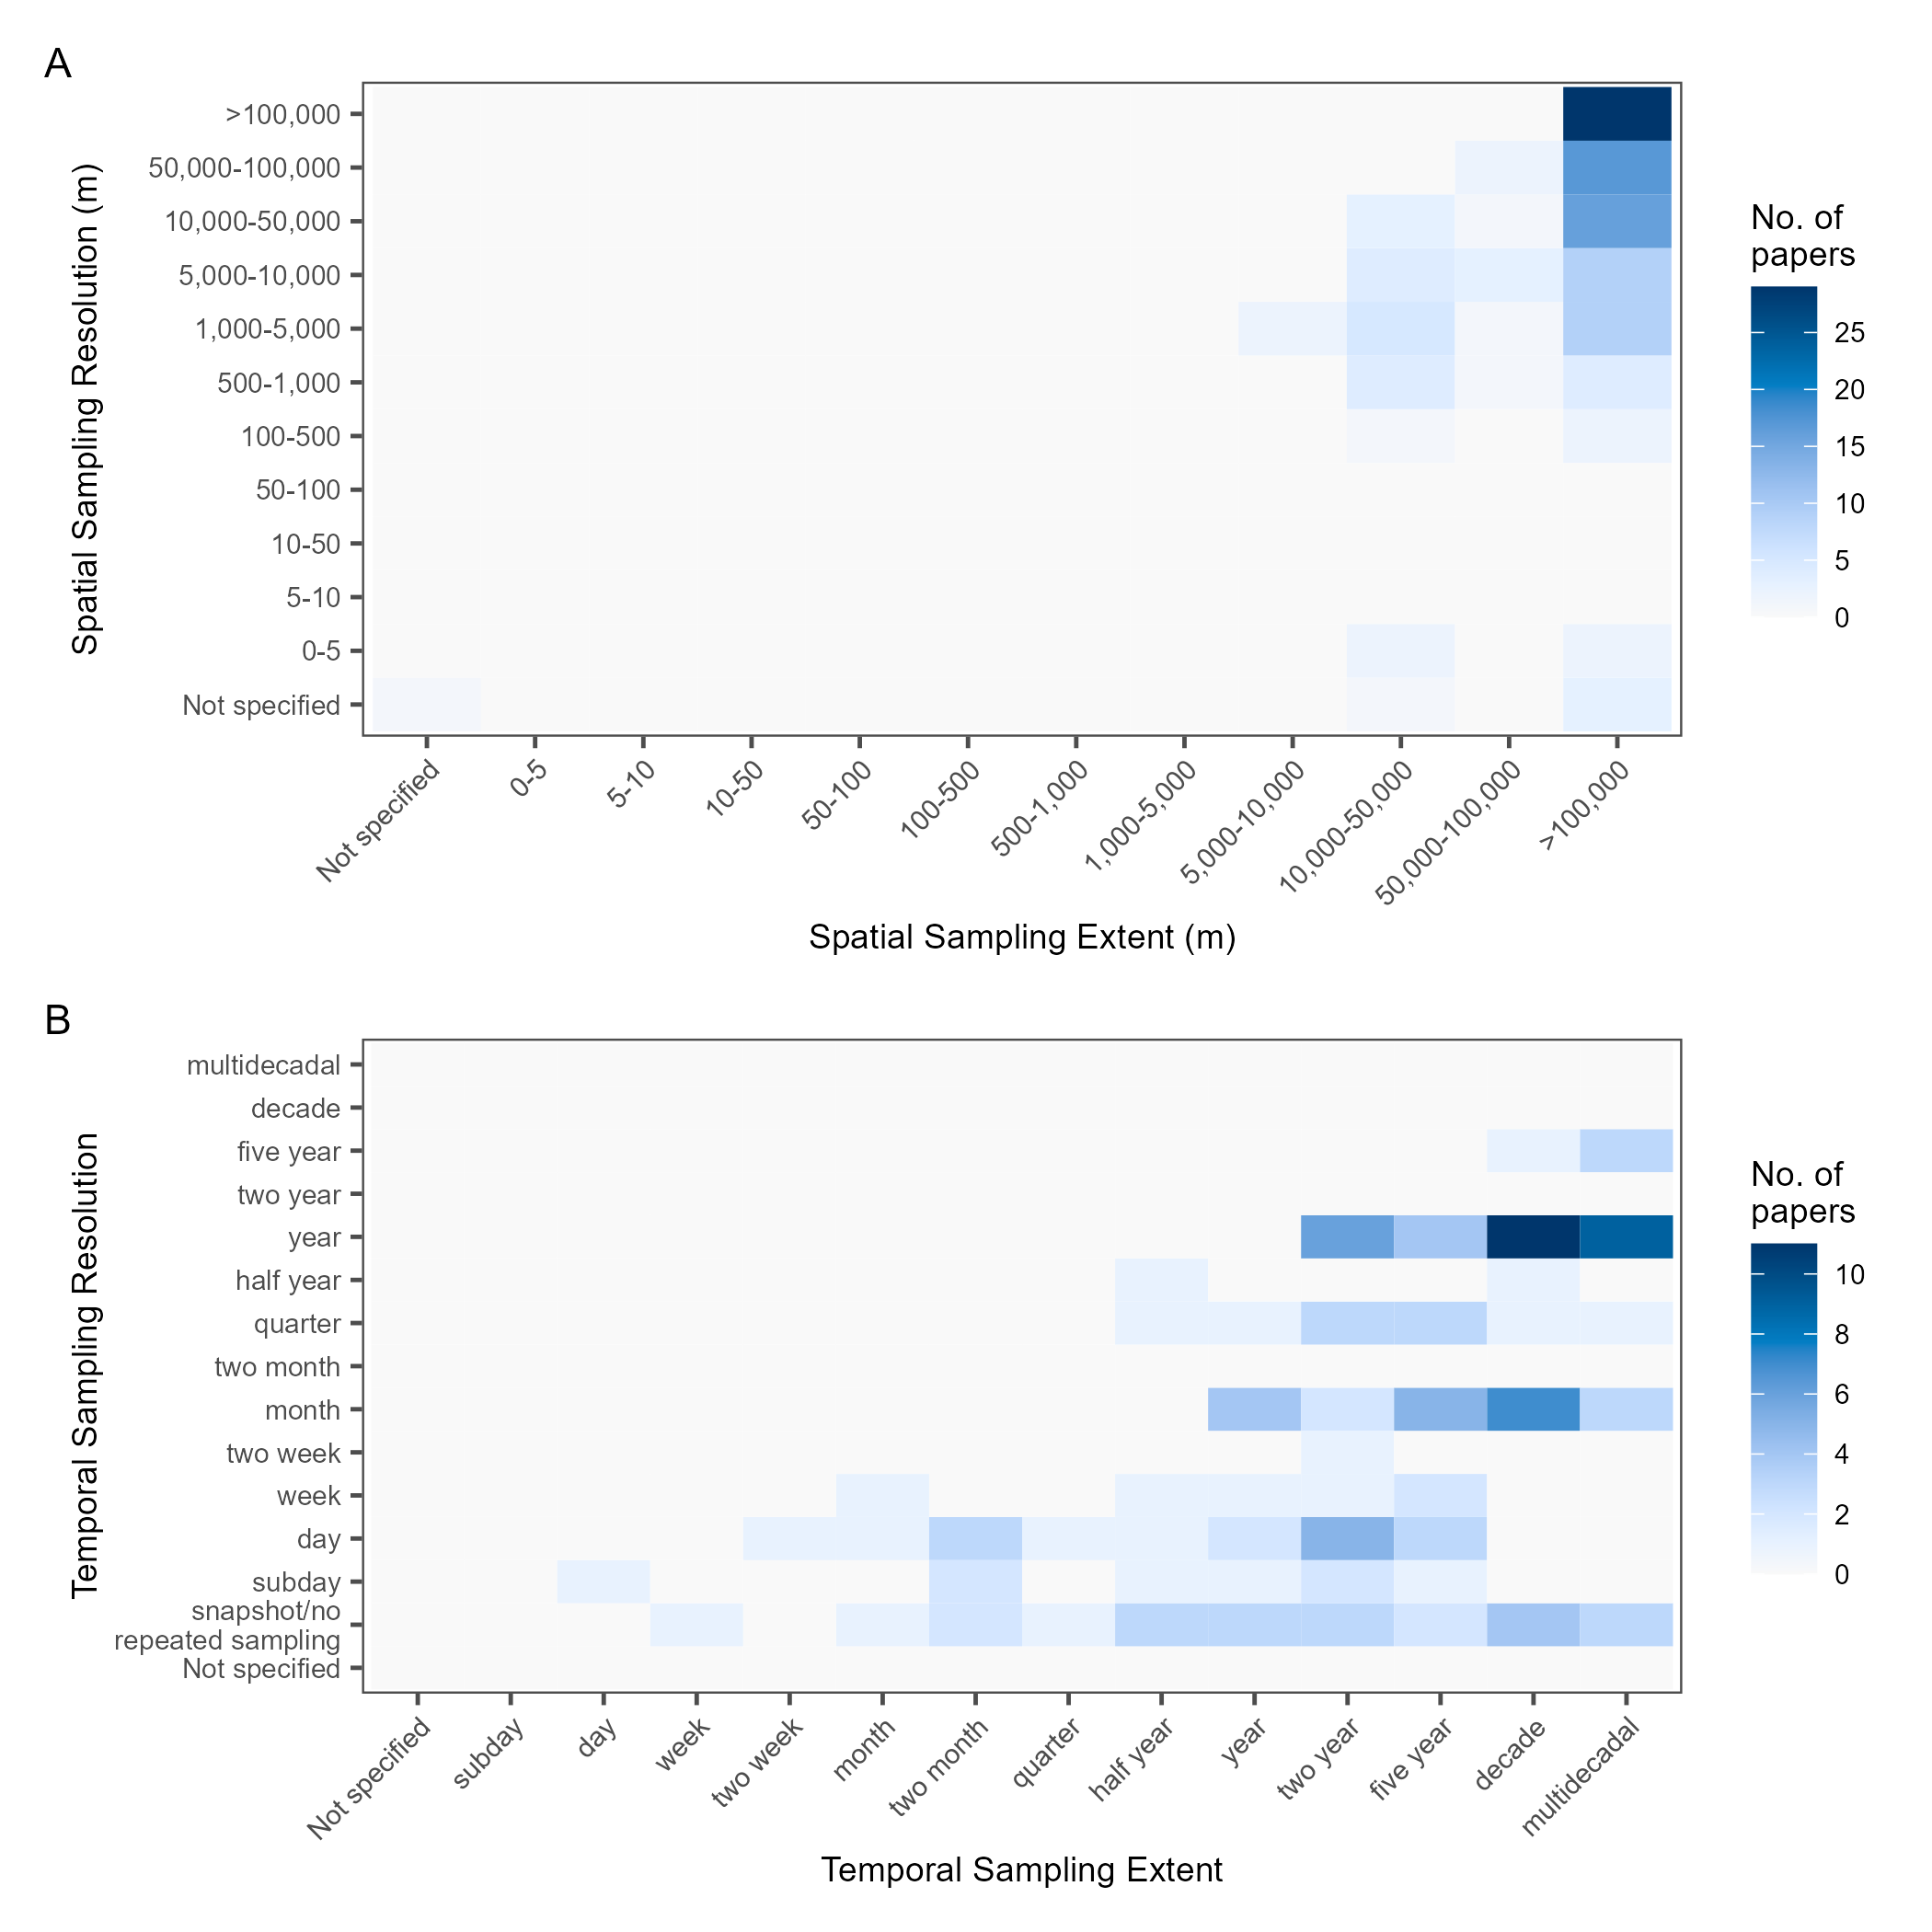 A
Spatial Sampling Resolution (m)
>100,000
50,000-100,000
10,000-50,000
5,000-10,000
1,000-5,000
500-1,000
100-500
50-100
10-50
5-10
0-5
Not specified
Not specified
0-5
5-10
10-50
50-100
100-500
500-1,000
1,000-5,000
5,000-10,000
10,000-50,000
50,000-100,000
>100,000
Spatial Sampling Extent (m)
No. of
papers
25
20
15
10
5
0
B
Temporal Sampling Resolution
multidecadal
decade
five year
two year
year
half year
quarter
two month
month
two week
week
day
subday
snapshot/no
repeated sampling
Not specified
Not specified
subday
day
week
two week
month
two month
quarter
half year
year
two year
five year
decade
multidecadal
Temporal Sampling Extent
No. of
papers
10
8
6
4
2
0